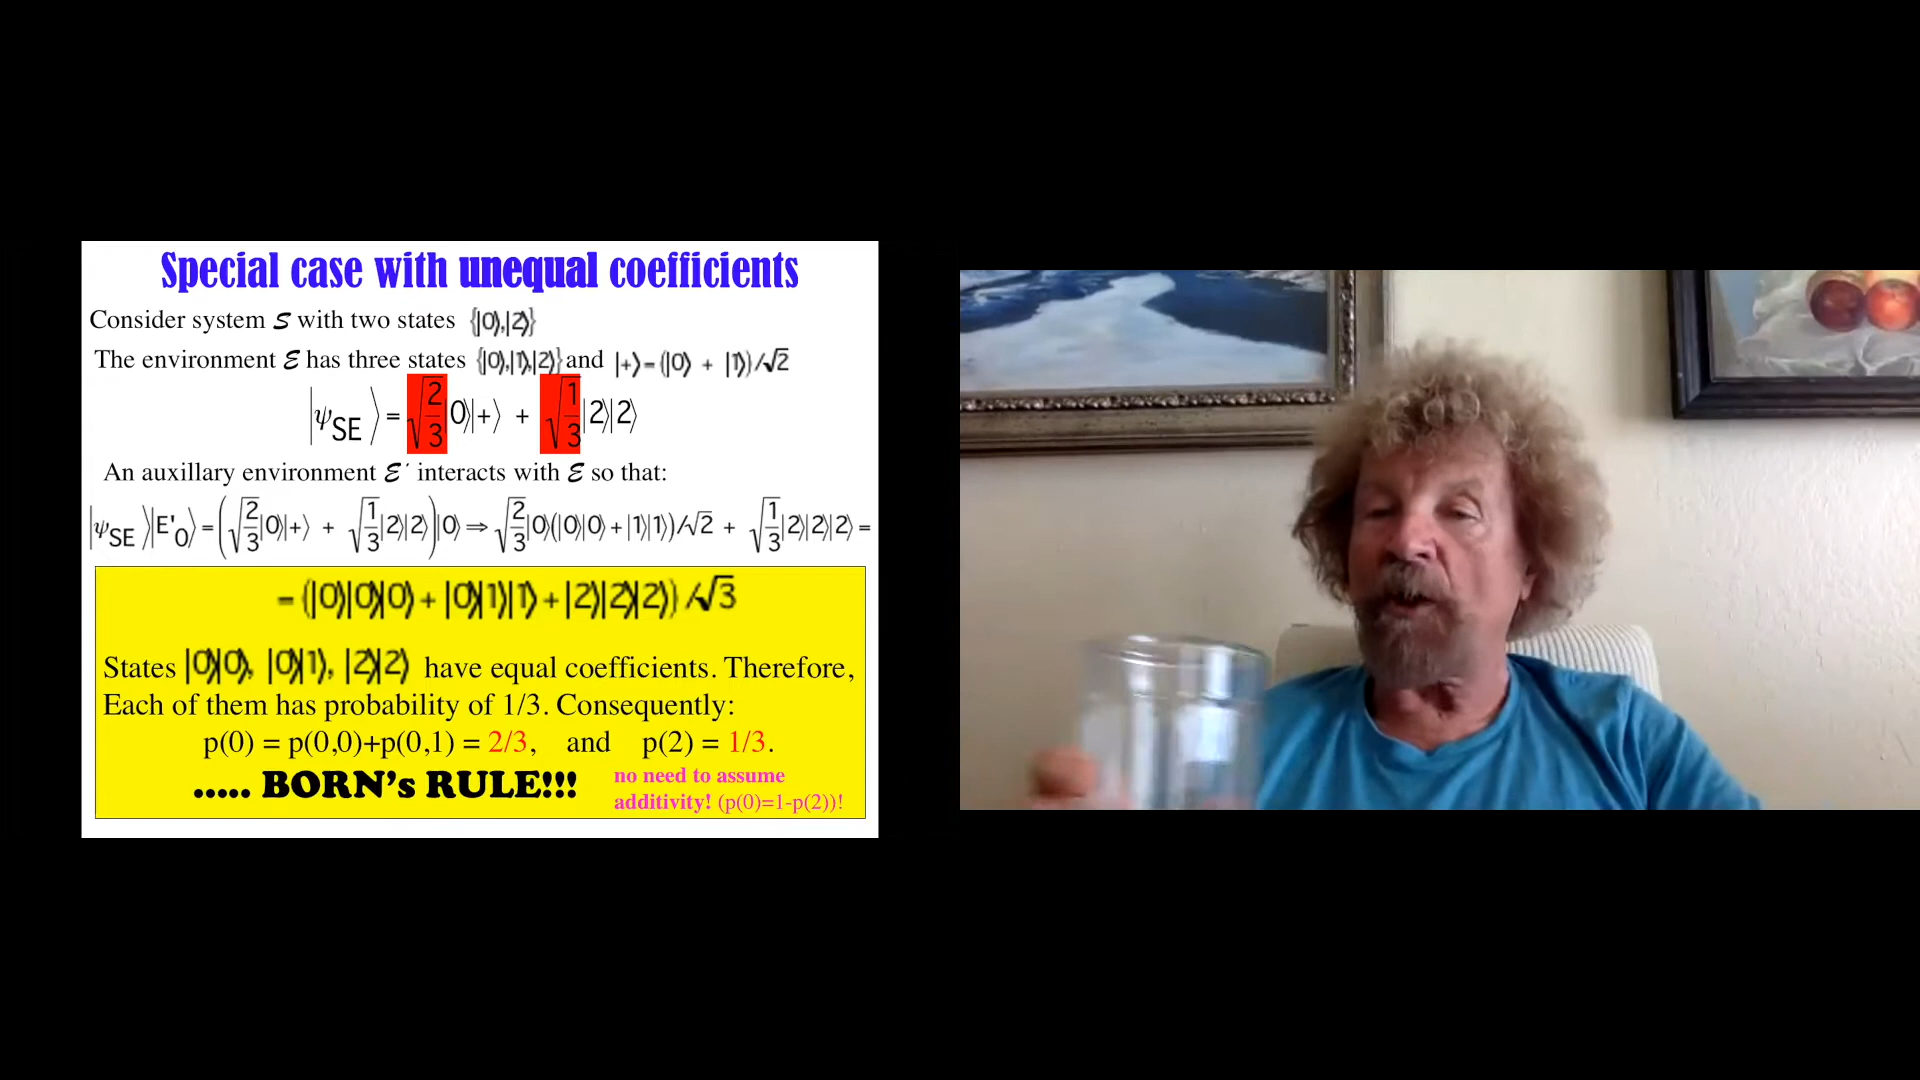 Special case with unequal coefficients
Consider system S with two states {|0⟩,|2⟩}
The environment ℰ has three states {|0⟩,|1⟩,|2⟩} and |+⟩=(|0⟩ + |1⟩)/√2
|ψ_SE⟩ = √(2/3)|0⟩|+⟩ + √(1/3)|2⟩|2⟩
An auxillary environment ℰ´ interacts with ℰ so that:
|ψ_SE⟩|E'_0⟩=(√(2/3)|0⟩|+⟩ + √(1/3)|2⟩|2⟩)|0⟩⇒√(2/3)|0⟩(|0⟩|0⟩ +|1⟩|1⟩)/√2 + √(1/3)|2⟩|2⟩|2⟩ =
= (|0⟩|0⟩|0⟩ + |0⟩|1⟩|1⟩ + |2⟩|2⟩|2⟩) /√3
States |0⟩|0⟩, |0⟩|1⟩, |2⟩|2⟩ have equal coefficients. Therefore,
Each of them has probability of 1/3. Consequently:
p(0) = p(0,0)+p(0,1) = 2/3, and p(2) = 1/3.
..... BORN's RULE!!!
no need to assume
additivity! (p(0)=1-p(2))!